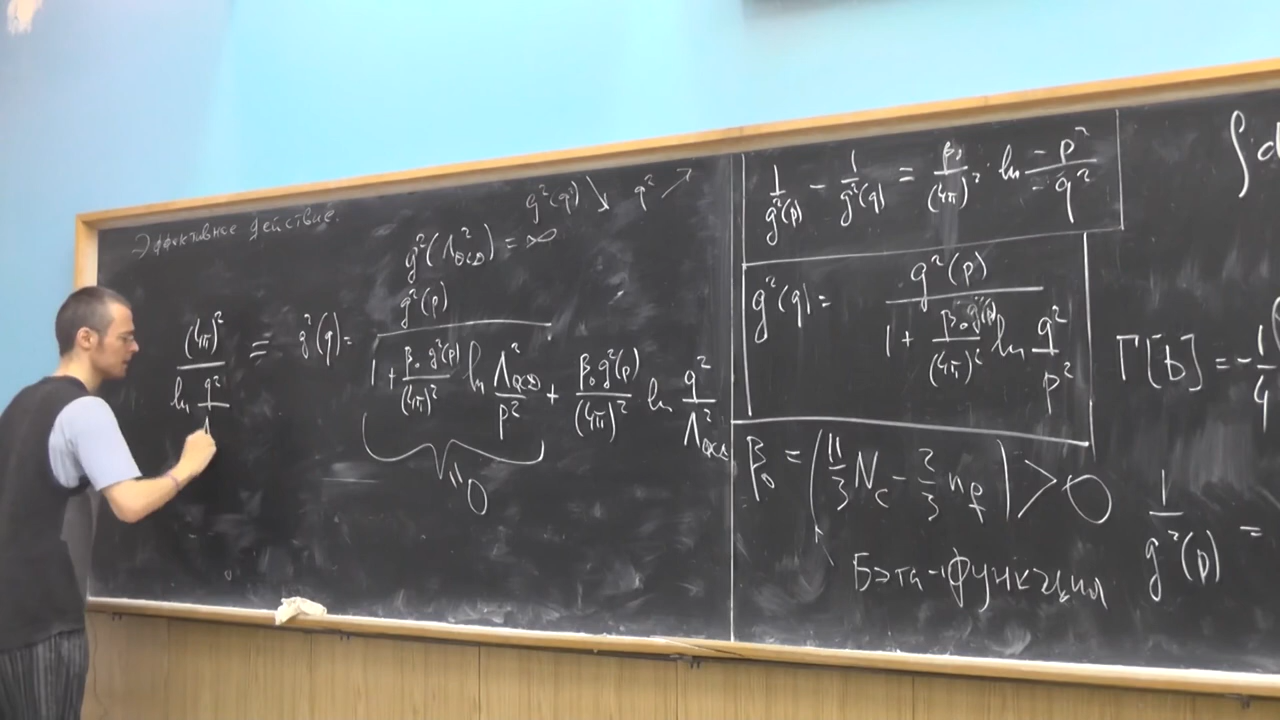 Эффективное действие.
g²(q²) ↘ q² ↗
g²(Λ²_QCD) = ∞
(4π)² / ln q² / Λ ≡ g²(q) = g²(p) / 1 + β₀g²(p)/(4π)² ln Λ²_QCD/p² + β₀g²(p)/(4π)² ln q²/Λ²_QCD
"0
1/g²(p) - 1/g²(q) = β₀/(4π)² · ln -p²/-q²
g²(q) = g²(p) / 1 + β₀g²(p)/(4π)² ln q²/p²
β₀ = (11/3 N_c - 2/3 n_f) > 0
Бэта-функция
∫d
Γ[b] = -1/4
1/g²(p) =